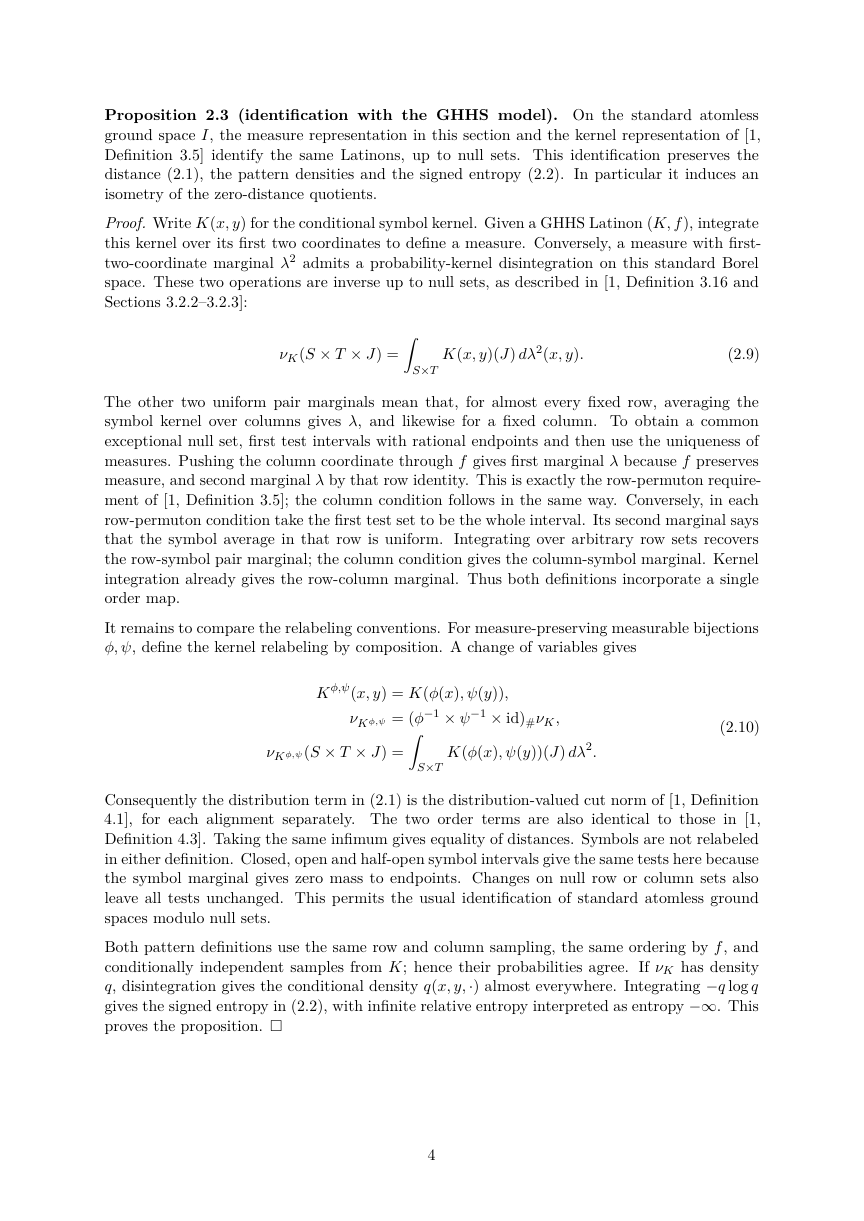 Proposition 2.3 (identification with the GHHS model). On the standard atomless
ground space I, the measure representation in this section and the kernel representation of [1,
Definition 3.5] identify the same Latinons, up to null sets. This identification preserves the
distance (2.1), the pattern densities and the signed entropy (2.2). In particular it induces an
isometry of the zero-distance quotients.
Proof. Write K(x, y) for the conditional symbol kernel. Given a GHHS Latinon (K, f), integrate
this kernel over its first two coordinates to define a measure. Conversely, a measure with first-
two-coordinate marginal λ² admits a probability-kernel disintegration on this standard Borel
space. These two operations are inverse up to null sets, as described in [1, Definition 3.16 and
Sections 3.2.2–3.2.3]:
ν_K(S × T × J) = ∫_{S×T} K(x, y)(J) dλ²(x, y). (2.9)
The other two uniform pair marginals mean that, for almost every fixed row, averaging the
symbol kernel over columns gives λ, and likewise for a fixed column. To obtain a common
exceptional null set, first test intervals with rational endpoints and then use the uniqueness of
measures. Pushing the column coordinate through f gives first marginal λ because f preserves
measure, and second marginal λ by that row identity. This is exactly the row-permuton require-
ment of [1, Definition 3.5]; the column condition follows in the same way. Conversely, in each
row-permuton condition take the first test set to be the whole interval. Its second marginal says
that the symbol average in that row is uniform. Integrating over arbitrary row sets recovers
the row-symbol pair marginal; the column condition gives the column-symbol marginal. Kernel
integration already gives the row-column marginal. Thus both definitions incorporate a single
order map.
It remains to compare the relabeling conventions. For measure-preserving measurable bijections
ϕ, ψ, define the kernel relabeling by composition. A change of variables gives
K^{ϕ,ψ}(x, y) = K(ϕ(x), ψ(y)),
ν_{K^{ϕ,ψ}} = (ϕ⁻¹ × ψ⁻¹ × id)_# ν_K,
(2.10)
ν_{K^{ϕ,ψ}}(S × T × J) = ∫_{S×T} K(ϕ(x), ψ(y))(J) dλ².
Consequently the distribution term in (2.1) is the distribution-valued cut norm of [1, Definition
4.1], for each alignment separately. The two order terms are also identical to those in [1,
Definition 4.3]. Taking the same infimum gives equality of distances. Symbols are not relabeled
in either definition. Closed, open and half-open symbol intervals give the same tests here because
the symbol marginal gives zero mass to endpoints. Changes on null row or column sets also
leave all tests unchanged. This permits the usual identification of standard atomless ground
spaces modulo null sets.
Both pattern definitions use the same row and column sampling, the same ordering by f, and
conditionally independent samples from K; hence their probabilities agree. If ν_K has density
q, disintegration gives the conditional density q(x, y, ·) almost everywhere. Integrating −q log q
gives the signed entropy in (2.2), with infinite relative entropy interpreted as entropy −∞. This
proves the proposition. □
4